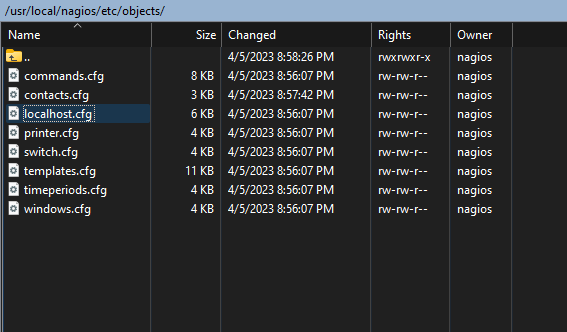 /usr/local/nagios/etc/objects/
Name Size Changed Rights Owner
.. 4/5/2023 8:58:26 PM rwxrwxr-x nagios
commands.cfg 8 KB 4/5/2023 8:56:07 PM rw-rw-r-- nagios
contacts.cfg 3 KB 4/5/2023 8:57:42 PM rw-rw-r-- nagios
localhost.cfg 6 KB 4/5/2023 8:56:07 PM rw-rw-r-- nagios
printer.cfg 4 KB 4/5/2023 8:56:07 PM rw-rw-r-- nagios
switch.cfg 4 KB 4/5/2023 8:56:07 PM rw-rw-r-- nagios
templates.cfg 11 KB 4/5/2023 8:56:07 PM rw-rw-r-- nagios
timeperiods.cfg 4 KB 4/5/2023 8:56:07 PM rw-rw-r-- nagios
windows.cfg 4 KB 4/5/2023 8:56:07 PM rw-rw-r-- nagios